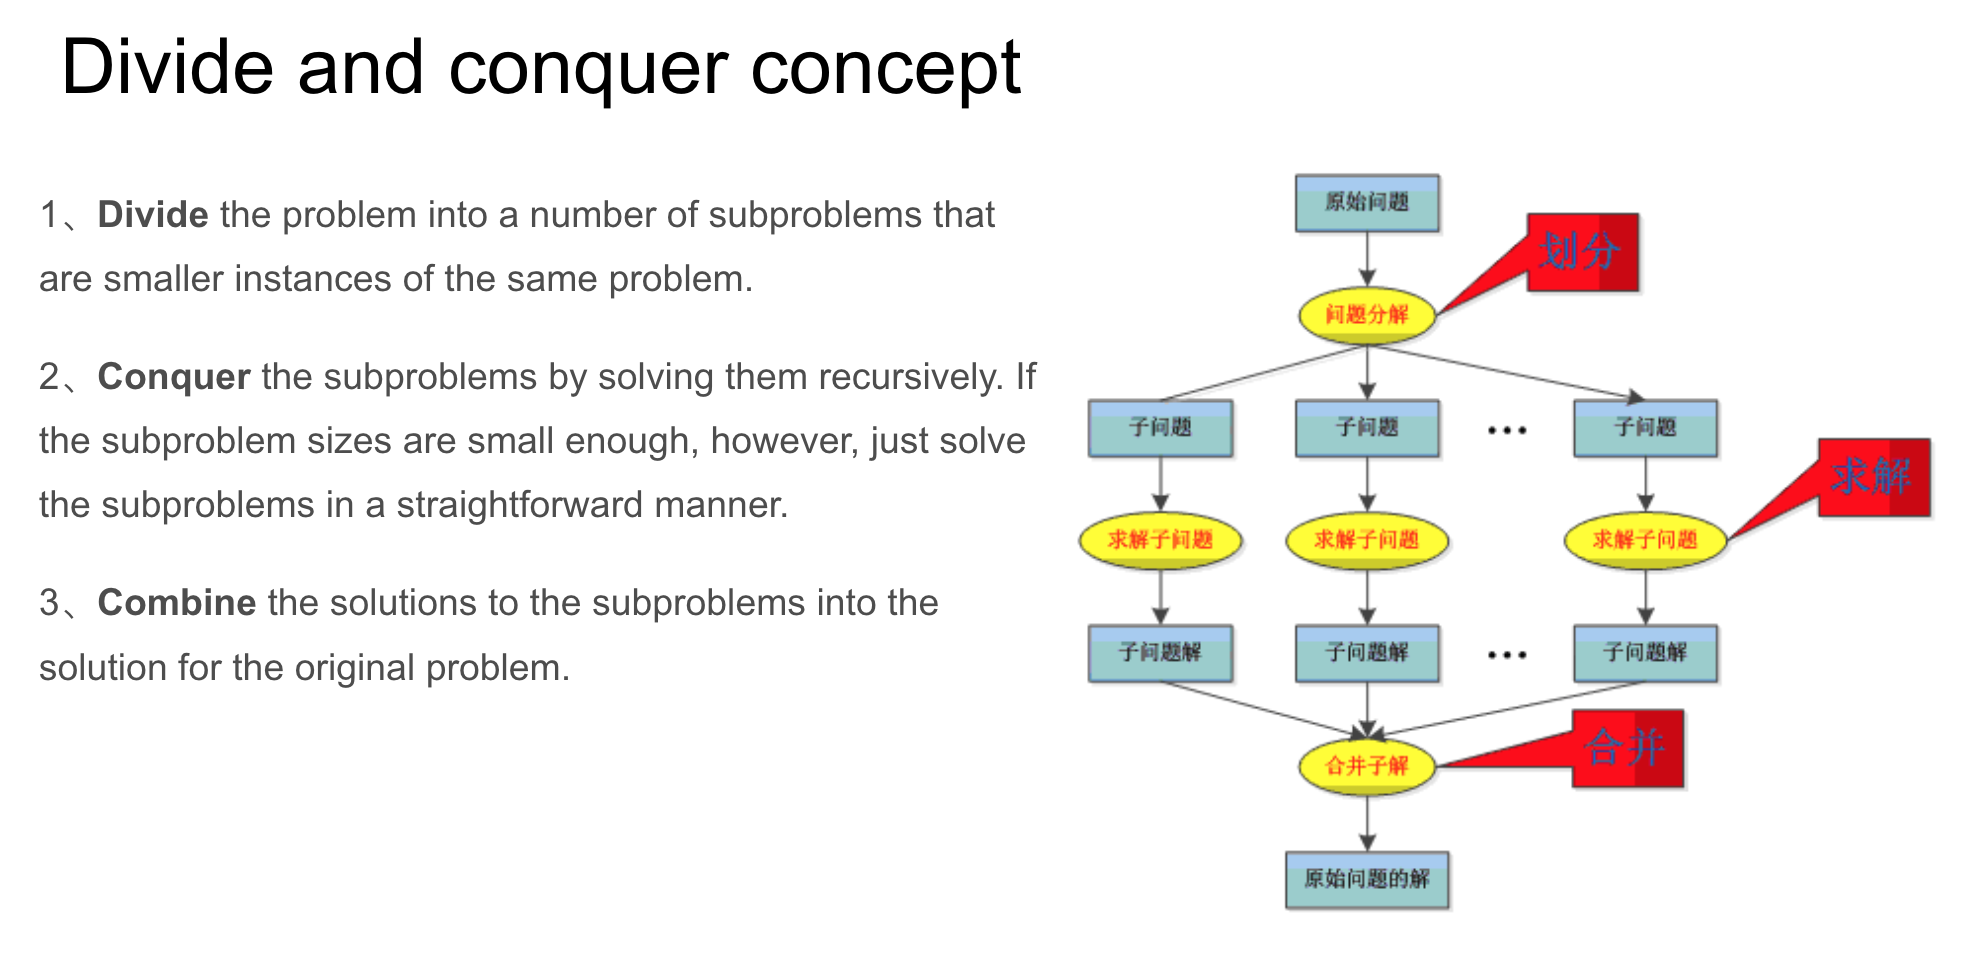 Divide and conquer concept
1、Divide the problem into a number of subproblems that
are smaller instances of the same problem.
2、Conquer the subproblems by solving them recursively. If
the subproblem sizes are small enough, however, just solve
the subproblems in a straightforward manner.
3、Combine the solutions to the subproblems into the
solution for the original problem.
原始问题
划分
问题分解
子问题
子问题
...
子问题
求解
求解子问题
求解子问题
求解子问题
子问题解
子问题解
...
子问题解
合并
合并子解
原始问题的解